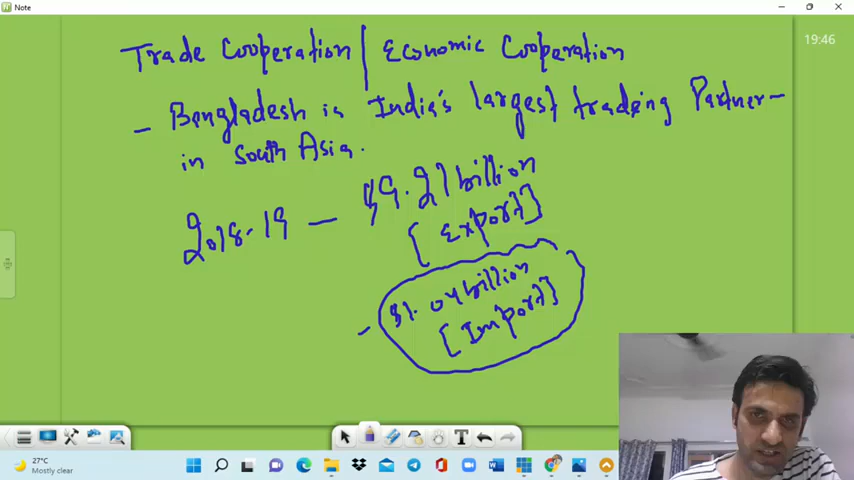 Note
19:46
Trade Cooperation | Economic Cooperation
- Bangladesh is India's largest trading Partner -
in South Asia.
2018-19 - $9.21 billion
[Export]
- $1.04 billion
[Import]
27°C
Mostly clear